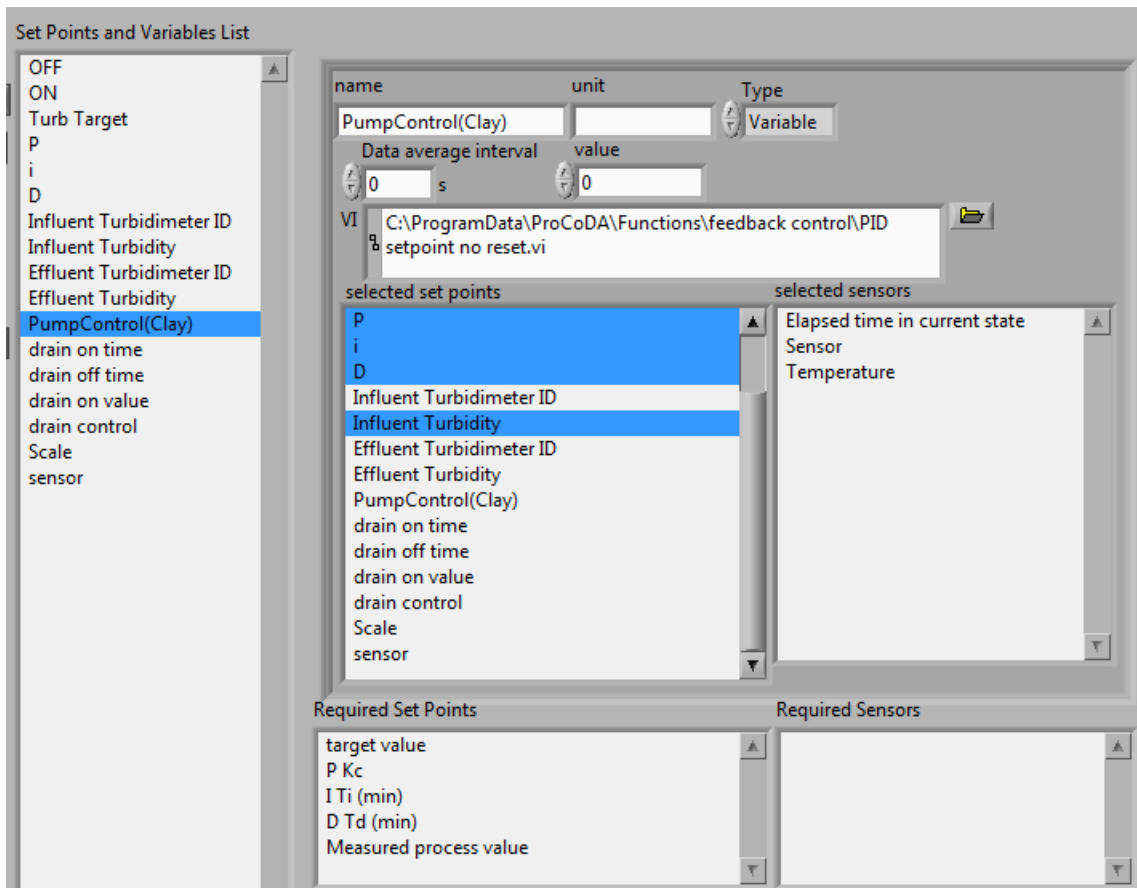 Set Points and Variables List
OFF
ON
Turb Target
P
i
D
Influent Turbidimeter ID
Influent Turbidity
Effluent Turbidimeter ID
Effluent Turbidity
PumpControl(Clay)
drain on time
drain off time
drain on value
drain control
Scale
sensor
name unit Type
PumpControl(Clay) Variable
Data average interval value
0 s 0
VI C:\ProgramData\ProCoDA\Functions\feedback control\PID
setpoint no reset.vi
selected set points
P
i
D
Influent Turbidimeter ID
Influent Turbidity
Effluent Turbidimeter ID
Effluent Turbidity
PumpControl(Clay)
drain on time
drain off time
drain on value
drain control
Scale
sensor
selected sensors
Elapsed time in current state
Sensor
Temperature
Required Set Points
target value
P Kc
I Ti (min)
D Td (min)
Measured process value
Required Sensors